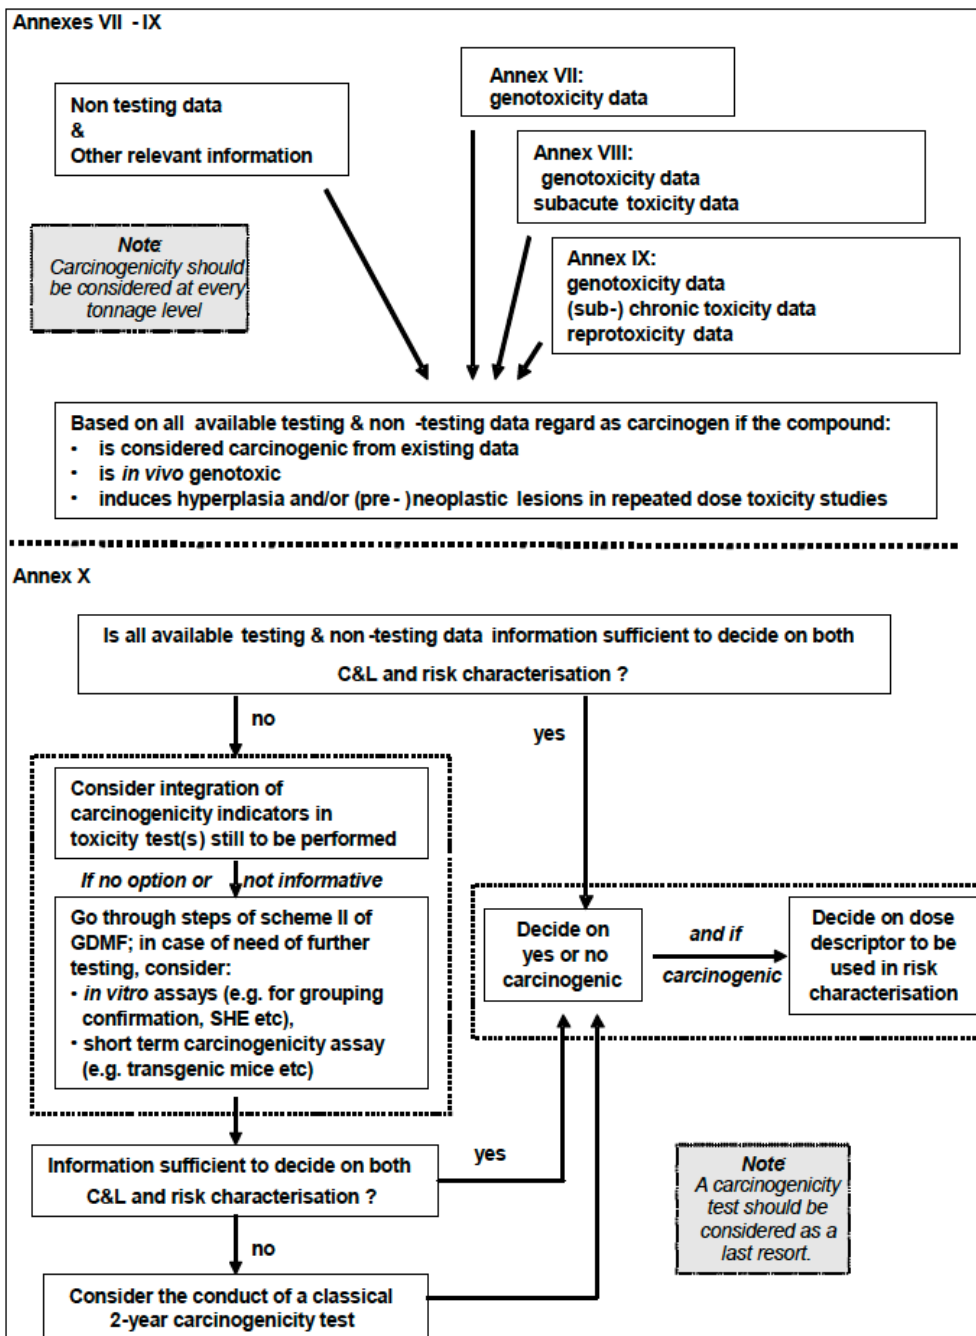 Annexes VII - IX
Annex VII:
genotoxicity data
Non testing data
&
Other relevant information
Annex VIII:
genotoxicity data
subacute toxicity data
Note:
Carcinogenicity should
be considered at every
tonnage level
Annex IX:
genotoxicity data
(sub-) chronic toxicity data
reprotoxicity data
Based on all available testing & non -testing data regard as carcinogen if the compound:
• is considered carcinogenic from existing data
• is in vivo genotoxic
• induces hyperplasia and/or (pre - )neoplastic lesions in repeated dose toxicity studies
Annex X
Is all available testing & non -testing data information sufficient to decide on both
C&L and risk characterisation ?
no
yes
Consider integration of
carcinogenicity indicators in
toxicity test(s) still to be performed
If no option or not informative
Go through steps of scheme II of
GDMF; in case of need of further
testing, consider:
• in vitro assays (e.g. for grouping
confirmation, SHE etc),
• short term carcinogenicity assay
(e.g. transgenic mice etc)
Decide on
yes or no
carcinogenic
and if
carcinogenic
Decide on dose
descriptor to be
used in risk
characterisation
Information sufficient to decide on both
C&L and risk characterisation ?
yes
no
Note:
A carcinogenicity
test should be
considered as a
last resort.
Consider the conduct of a classical
2-year carcinogenicity test